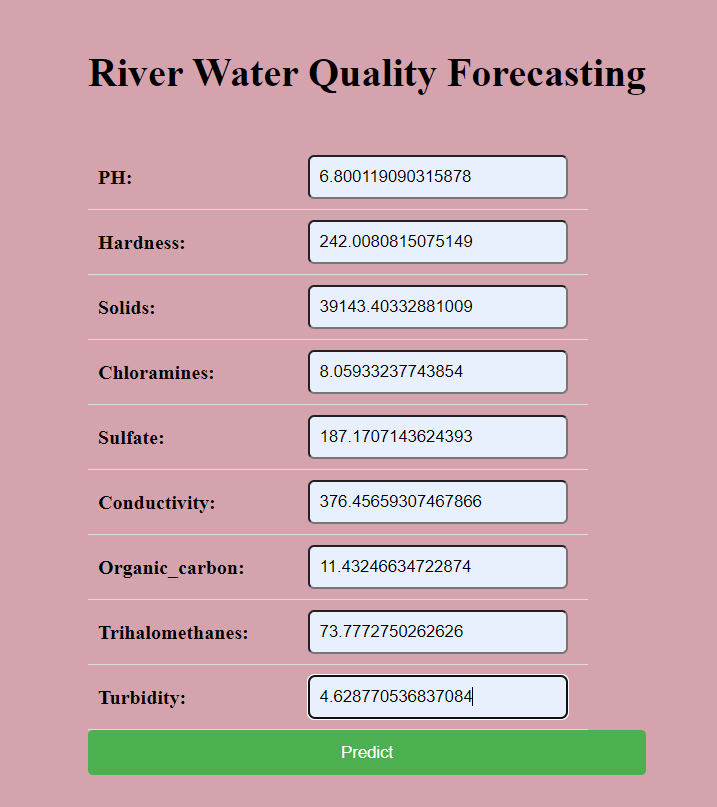 River Water Quality Forecasting
PH: 6.800119090315878
Hardness: 242.0080815075149
Solids: 39143.40332881009
Chloramines: 8.05933237743854
Sulfate: 187.1707143624393
Conductivity: 376.45659307467866
Organic_carbon: 11.43246634722874
Trihalomethanes: 73.7772750262626
Turbidity: 4.628770536837084
Predict